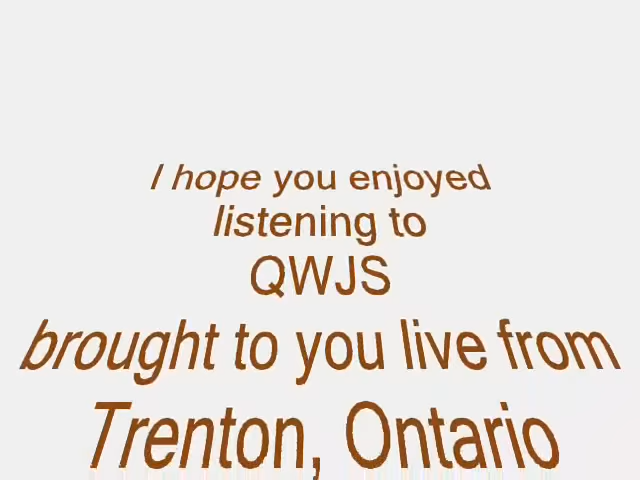 I hope you enjoyed
listening to
QWJS
brought to you live from
Trenton, Ontario